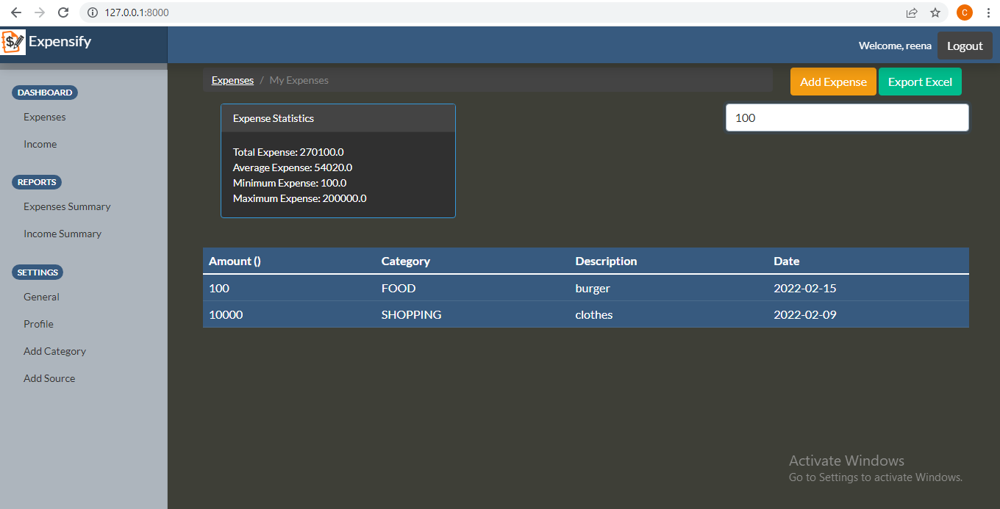 127.0.0.1:8000
C
$
Expensify
Welcome, reena
Logout
DASHBOARD
Expenses
Income
REPORTS
Expenses Summary
Income Summary
SETTINGS
General
Profile
Add Category
Add Source
Expenses / My Expenses
Add Expense
Export Excel
100
Expense Statistics
Total Expense: 270100.0
Average Expense: 54020.0
Minimum Expense: 100.0
Maximum Expense: 200000.0
Amount () Category Description Date
100 FOOD burger 2022-02-15
10000 SHOPPING clothes 2022-02-09
Activate Windows
Go to Settings to activate Windows.